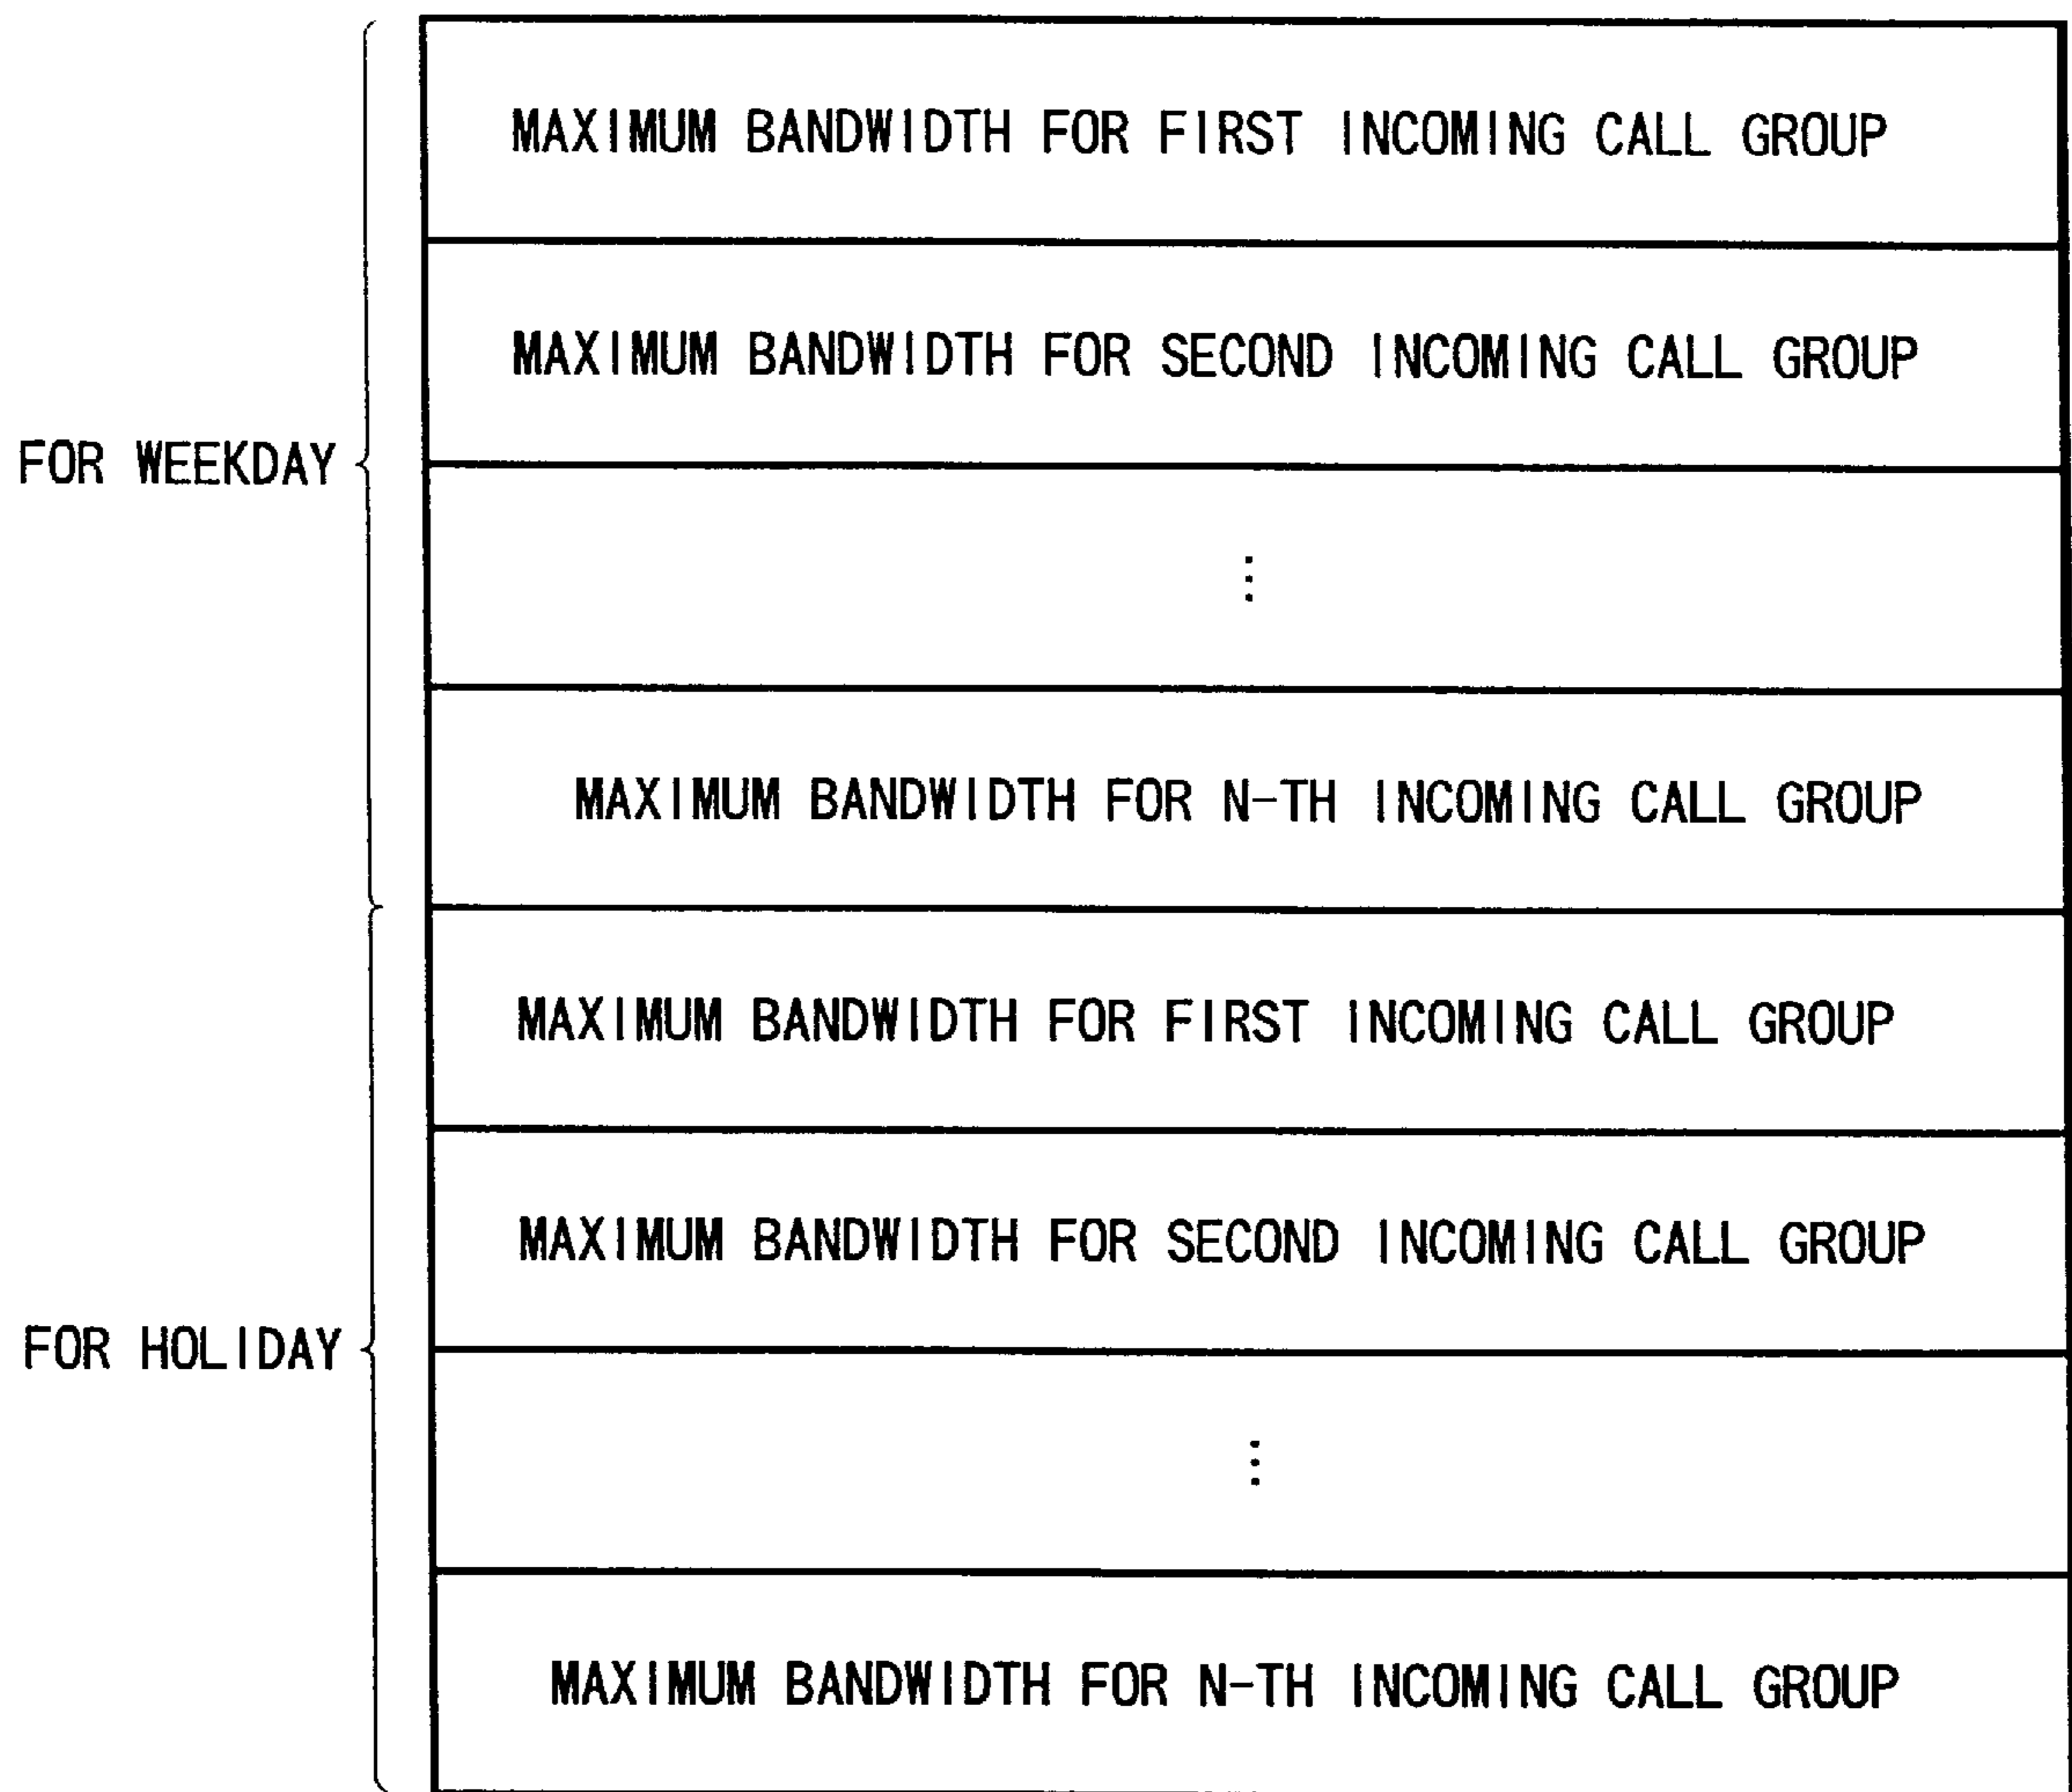 MAXIMUM BANDWIDTH FOR FIRST INCOMING CALL GROUP
MAXIMUM BANDWIDTH FOR SECOND INCOMING CALL GROUP
FOR WEEKDAY
⋮
MAXIMUM BANDWIDTH FOR N-TH INCOMING CALL GROUP
MAXIMUM BANDWIDTH FOR FIRST INCOMING CALL GROUP
MAXIMUM BANDWIDTH FOR SECOND INCOMING CALL GROUP
FOR HOLIDAY
⋮
MAXIMUM BANDWIDTH FOR N-TH INCOMING CALL GROUP